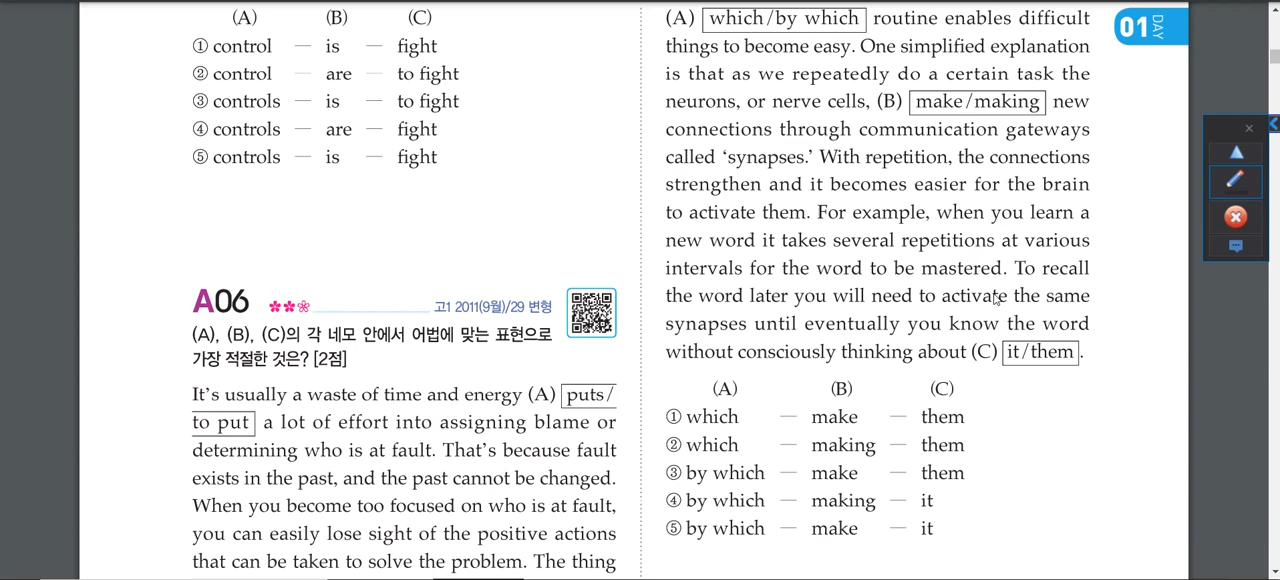 (A) (B) (C)
① control — is — fight
② control — are — to fight
③ controls — is — to fight
④ controls — are — fight
⑤ controls — is — fight
A06 고1 2011(9월)/29 변형
(A), (B), (C)의 각 네모 안에서 어법에 맞는 표현으로
가장 적절한 것은? [2점]
It's usually a waste of time and energy (A) puts/
to put a lot of effort into assigning blame or
determining who is at fault. That's because fault
exists in the past, and the past cannot be changed.
When you become too focused on who is at fault,
you can easily lose sight of the positive actions
that can be taken to solve the problem. The thing
(A) which/by which routine enables difficult
things to become easy. One simplified explanation
is that as we repeatedly do a certain task the
neurons, or nerve cells, (B) make/making new
connections through communication gateways
called ‘synapses.’ With repetition, the connections
strengthen and it becomes easier for the brain
to activate them. For example, when you learn a
new word it takes several repetitions at various
intervals for the word to be mastered. To recall
the word later you will need to activate the same
synapses until eventually you know the word
without consciously thinking about (C) it/them.
(A) (B) (C)
① which — make — them
② which — making — them
③ by which — make — them
④ by which — making — it
⑤ by which — make — it
01 DAY